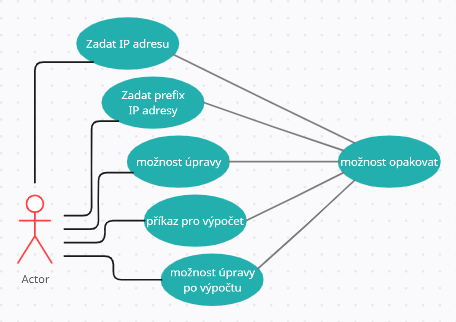 Zadat IP adresu
Zadat prefix
IP adresy
možnost úpravy
možnost opakovat
příkaz pro výpočet
možnost úpravy
po výpočtu
Actor